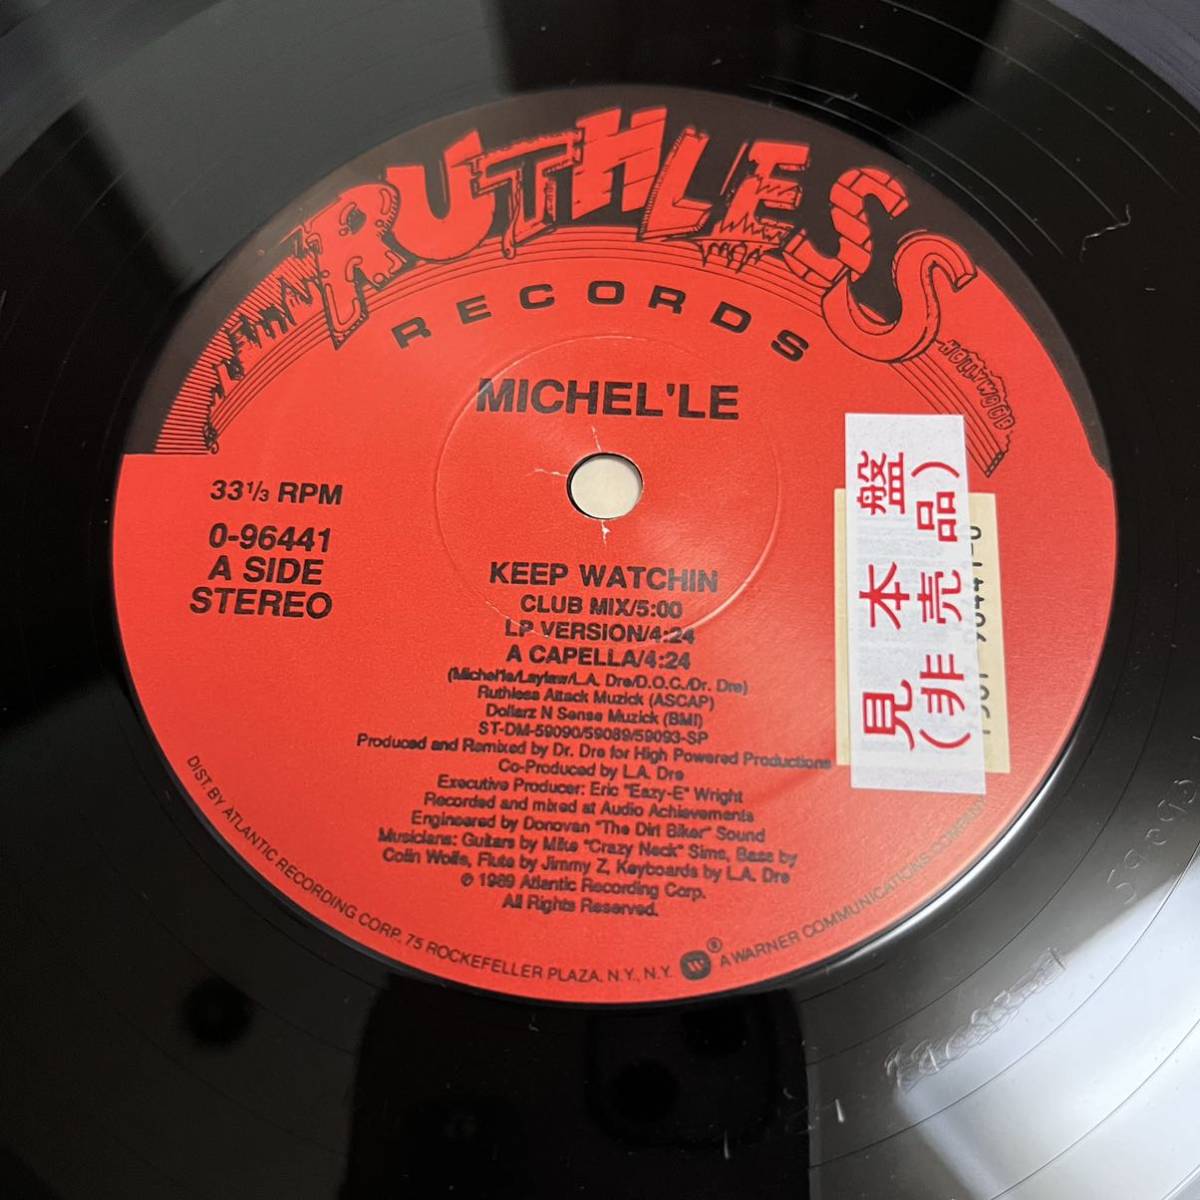 RUTHLESS
RECORDS
HOLLYWOOD
MICHEL'LE
33 1/3 RPM
0-96441
A SIDE
STEREO
KEEP WATCHIN
CLUB MIX/5:00
LP VERSION/4:24
A CAPELLA/4:24
(Michel'le/Laylaw/L.A. Dre/D.O.C./Dr. Dre)
Ruthless Attack Muzick (ASCAP)
Dollarz N Sense Muzick (BMI)
ST-DM-59090/59089/59093-SP
Produced and Remixed by Dr. Dre for High Powered Productions
Co-Produced by L.A. Dre
Executive Producer: Eric "Eazy-E" Wright
Recorded and mixed at Audio Achievements
Engineered by Donovan "The Dirt Biker" Sound
Musicians: Guitars by Mike "Crazy Neck" Sims, Bass by
Colin Wolfe, Flute by Jimmy Z, Keyboards by L.A. Dre
℗ 1989 Atlantic Recording Corp.
All Rights Reserved.
DIST. BY ATLANTIC RECORDING CORP. 75 ROCKEFELLER PLAZA, N.Y., N.Y. ® A WARNER COMMUNICATIONS COMPANY
見本盤
(非売品)